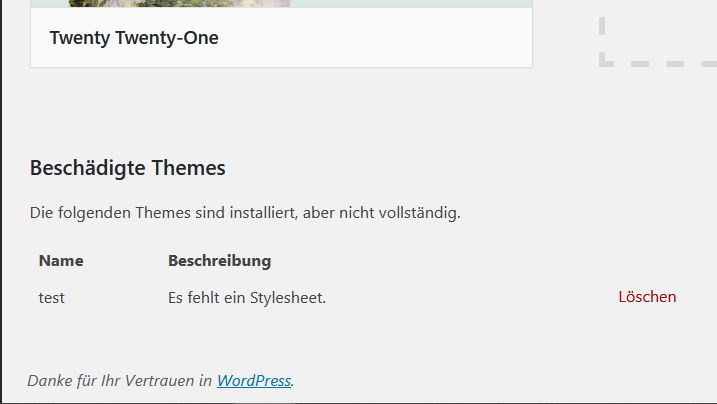 Twenty Twenty-One
Beschädigte Themes
Die folgenden Themes sind installiert, aber nicht vollständig.
Name Beschreibung
test Es fehlt ein Stylesheet. Löschen
Danke für Ihr Vertrauen in WordPress.